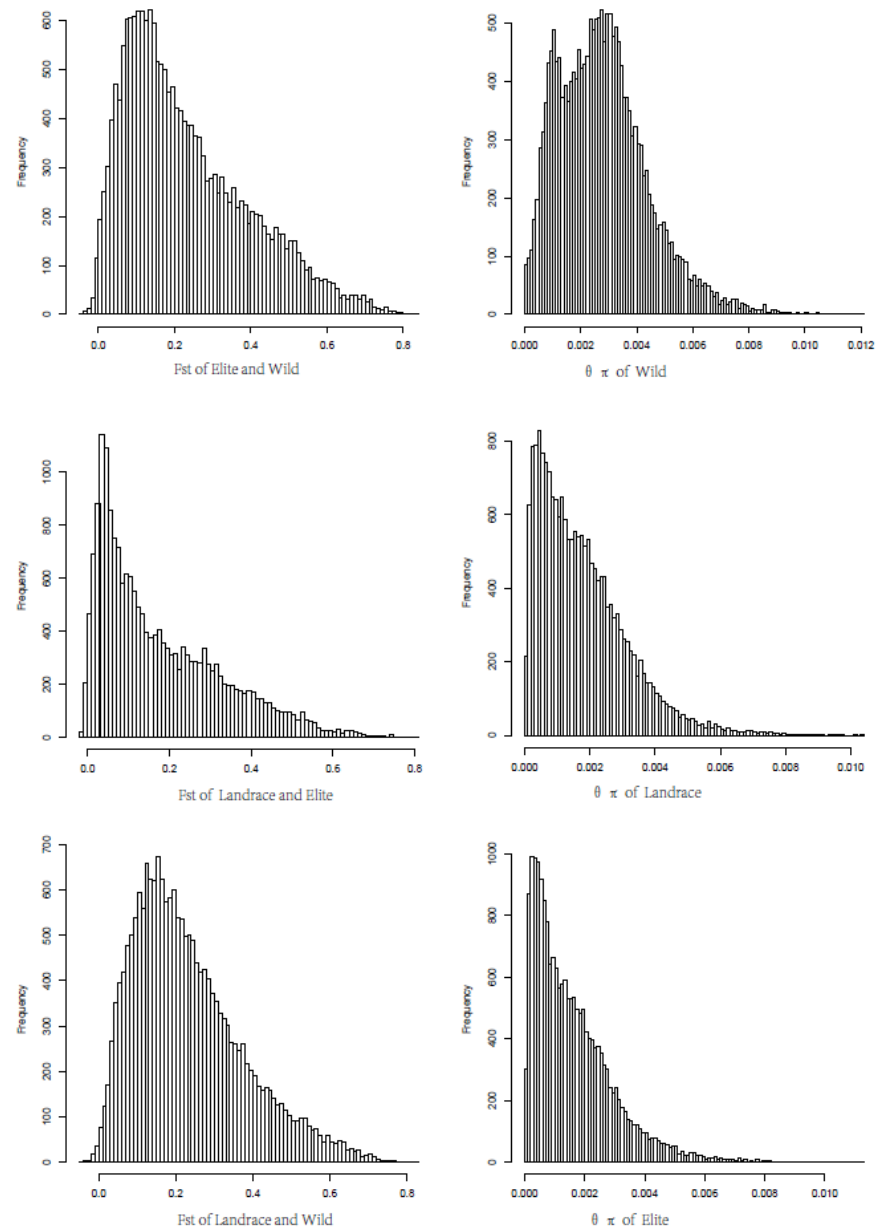 600
500
400
300
200
100
0
Frequency
0.0 0.2 0.4 0.6 0.8
Fst of Elite and Wild
500
400
300
200
100
0
Frequency
0.000 0.002 0.004 0.006 0.008 0.010 0.012
θ π of Wild
1000
800
600
400
200
0
Frequency
0.0 0.2 0.4 0.6 0.8
Fst of Landrace and Elite
800
600
400
200
0
Frequency
0.000 0.002 0.004 0.006 0.008 0.010
θ π of Landrace
700
600
500
400
300
200
100
0
Frequency
0.0 0.2 0.4 0.6 0.8
Fst of Landrace and Wild
1000
800
600
400
200
0
Frequency
0.000 0.002 0.004 0.006 0.008 0.010
θ π of Elite